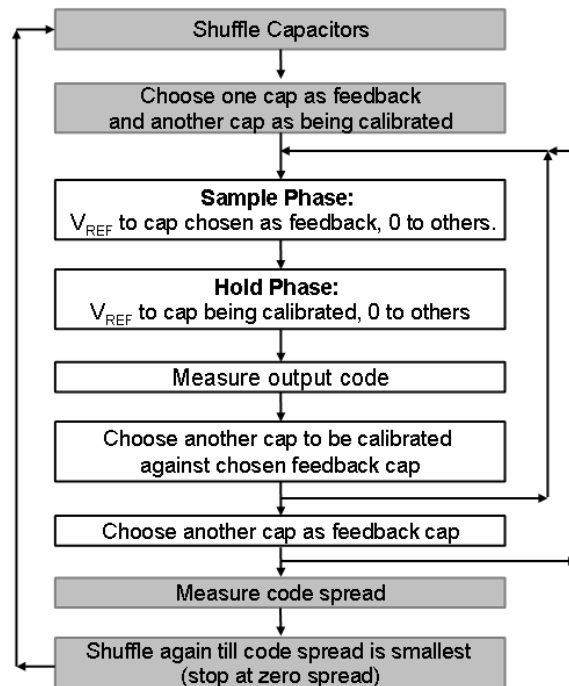 Shuffle Capacitors
Choose one cap as feedback
and another cap as being calibrated
Sample Phase:
V_REF to cap chosen as feedback, 0 to others.
Hold Phase:
V_REF to cap being calibrated, 0 to others
Measure output code
Choose another cap to be calibrated
against chosen feedback cap
Choose another cap as feedback cap
Measure code spread
Shuffle again till code spread is smallest
(stop at zero spread)